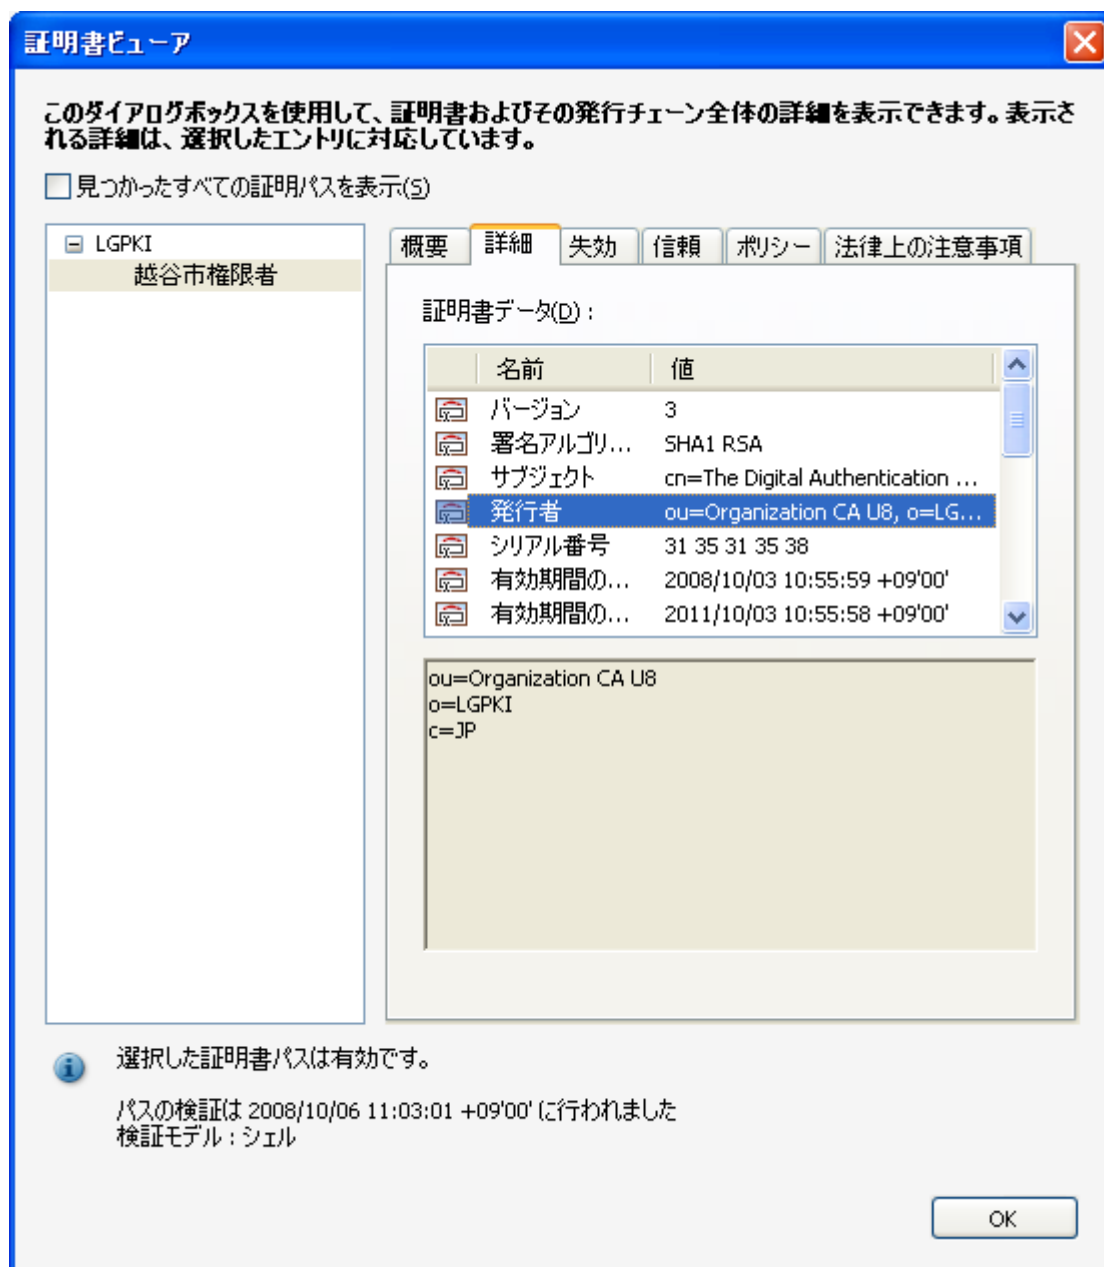 証明書ビューア
このダイアログボックスを使用して、証明書およびその発行チェーン全体の詳細を表示できます。表示さ
れる詳細は、選択したエントリに対応しています。
見つかったすべての証明パスを表示(S)
LGPKI
越谷市権限者
概要 詳細 失効 信頼 ポリシー 法律上の注意事項
証明書データ(D) :
名前 値
バージョン 3
署名アルゴリ... SHA1 RSA
サブジェクト cn=The Digital Authentication ...
発行者 ou=Organization CA U8, o=LG...
シリアル番号 31 35 31 35 38
有効期間の... 2008/10/03 10:55:59 +09'00'
有効期間の... 2011/10/03 10:55:58 +09'00'
ou=Organization CA U8
o=LGPKI
c=JP
選択した証明書パスは有効です。
パスの検証は 2008/10/06 11:03:01 +09'00' に行われました
検証モデル : シェル
OK